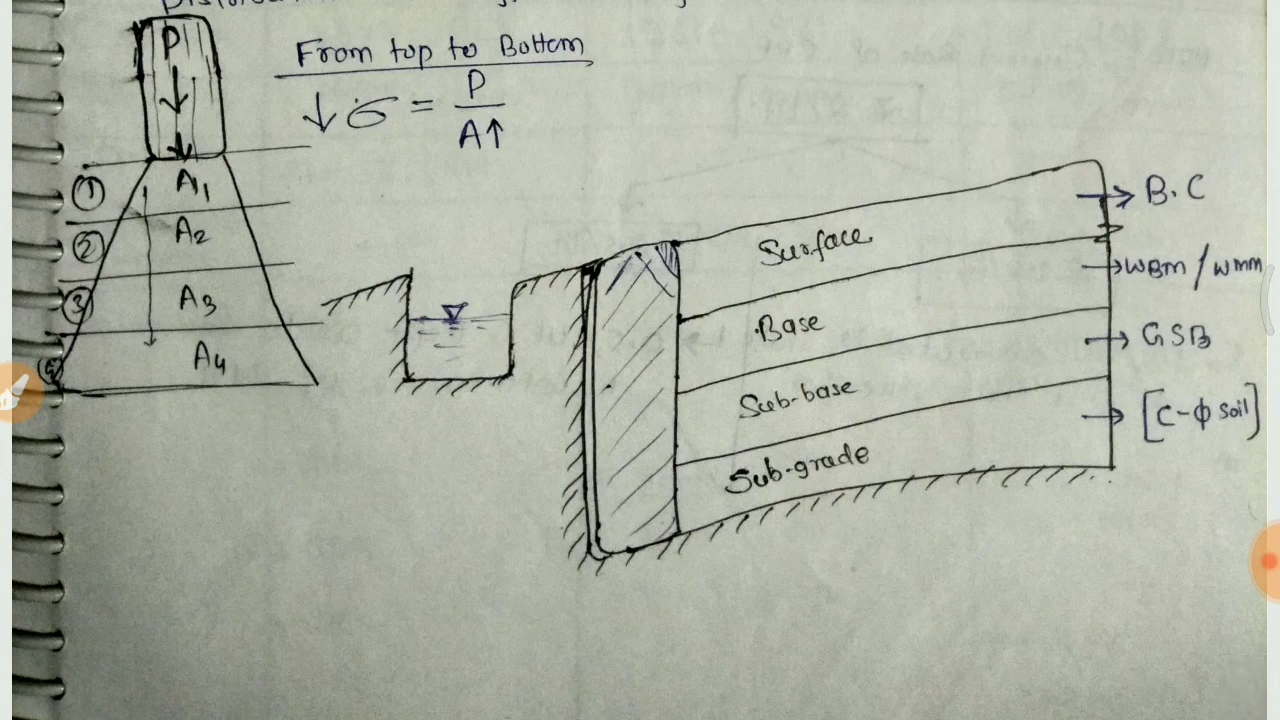 From top to Bottom
P
↓ σ = P
A↑
① A₁
② A₂
③ A₃
A₄
Surface → B.C
Base → WBM / WMM
Sub-base → GSB
Sub-grade → [C-ϕ Soil]